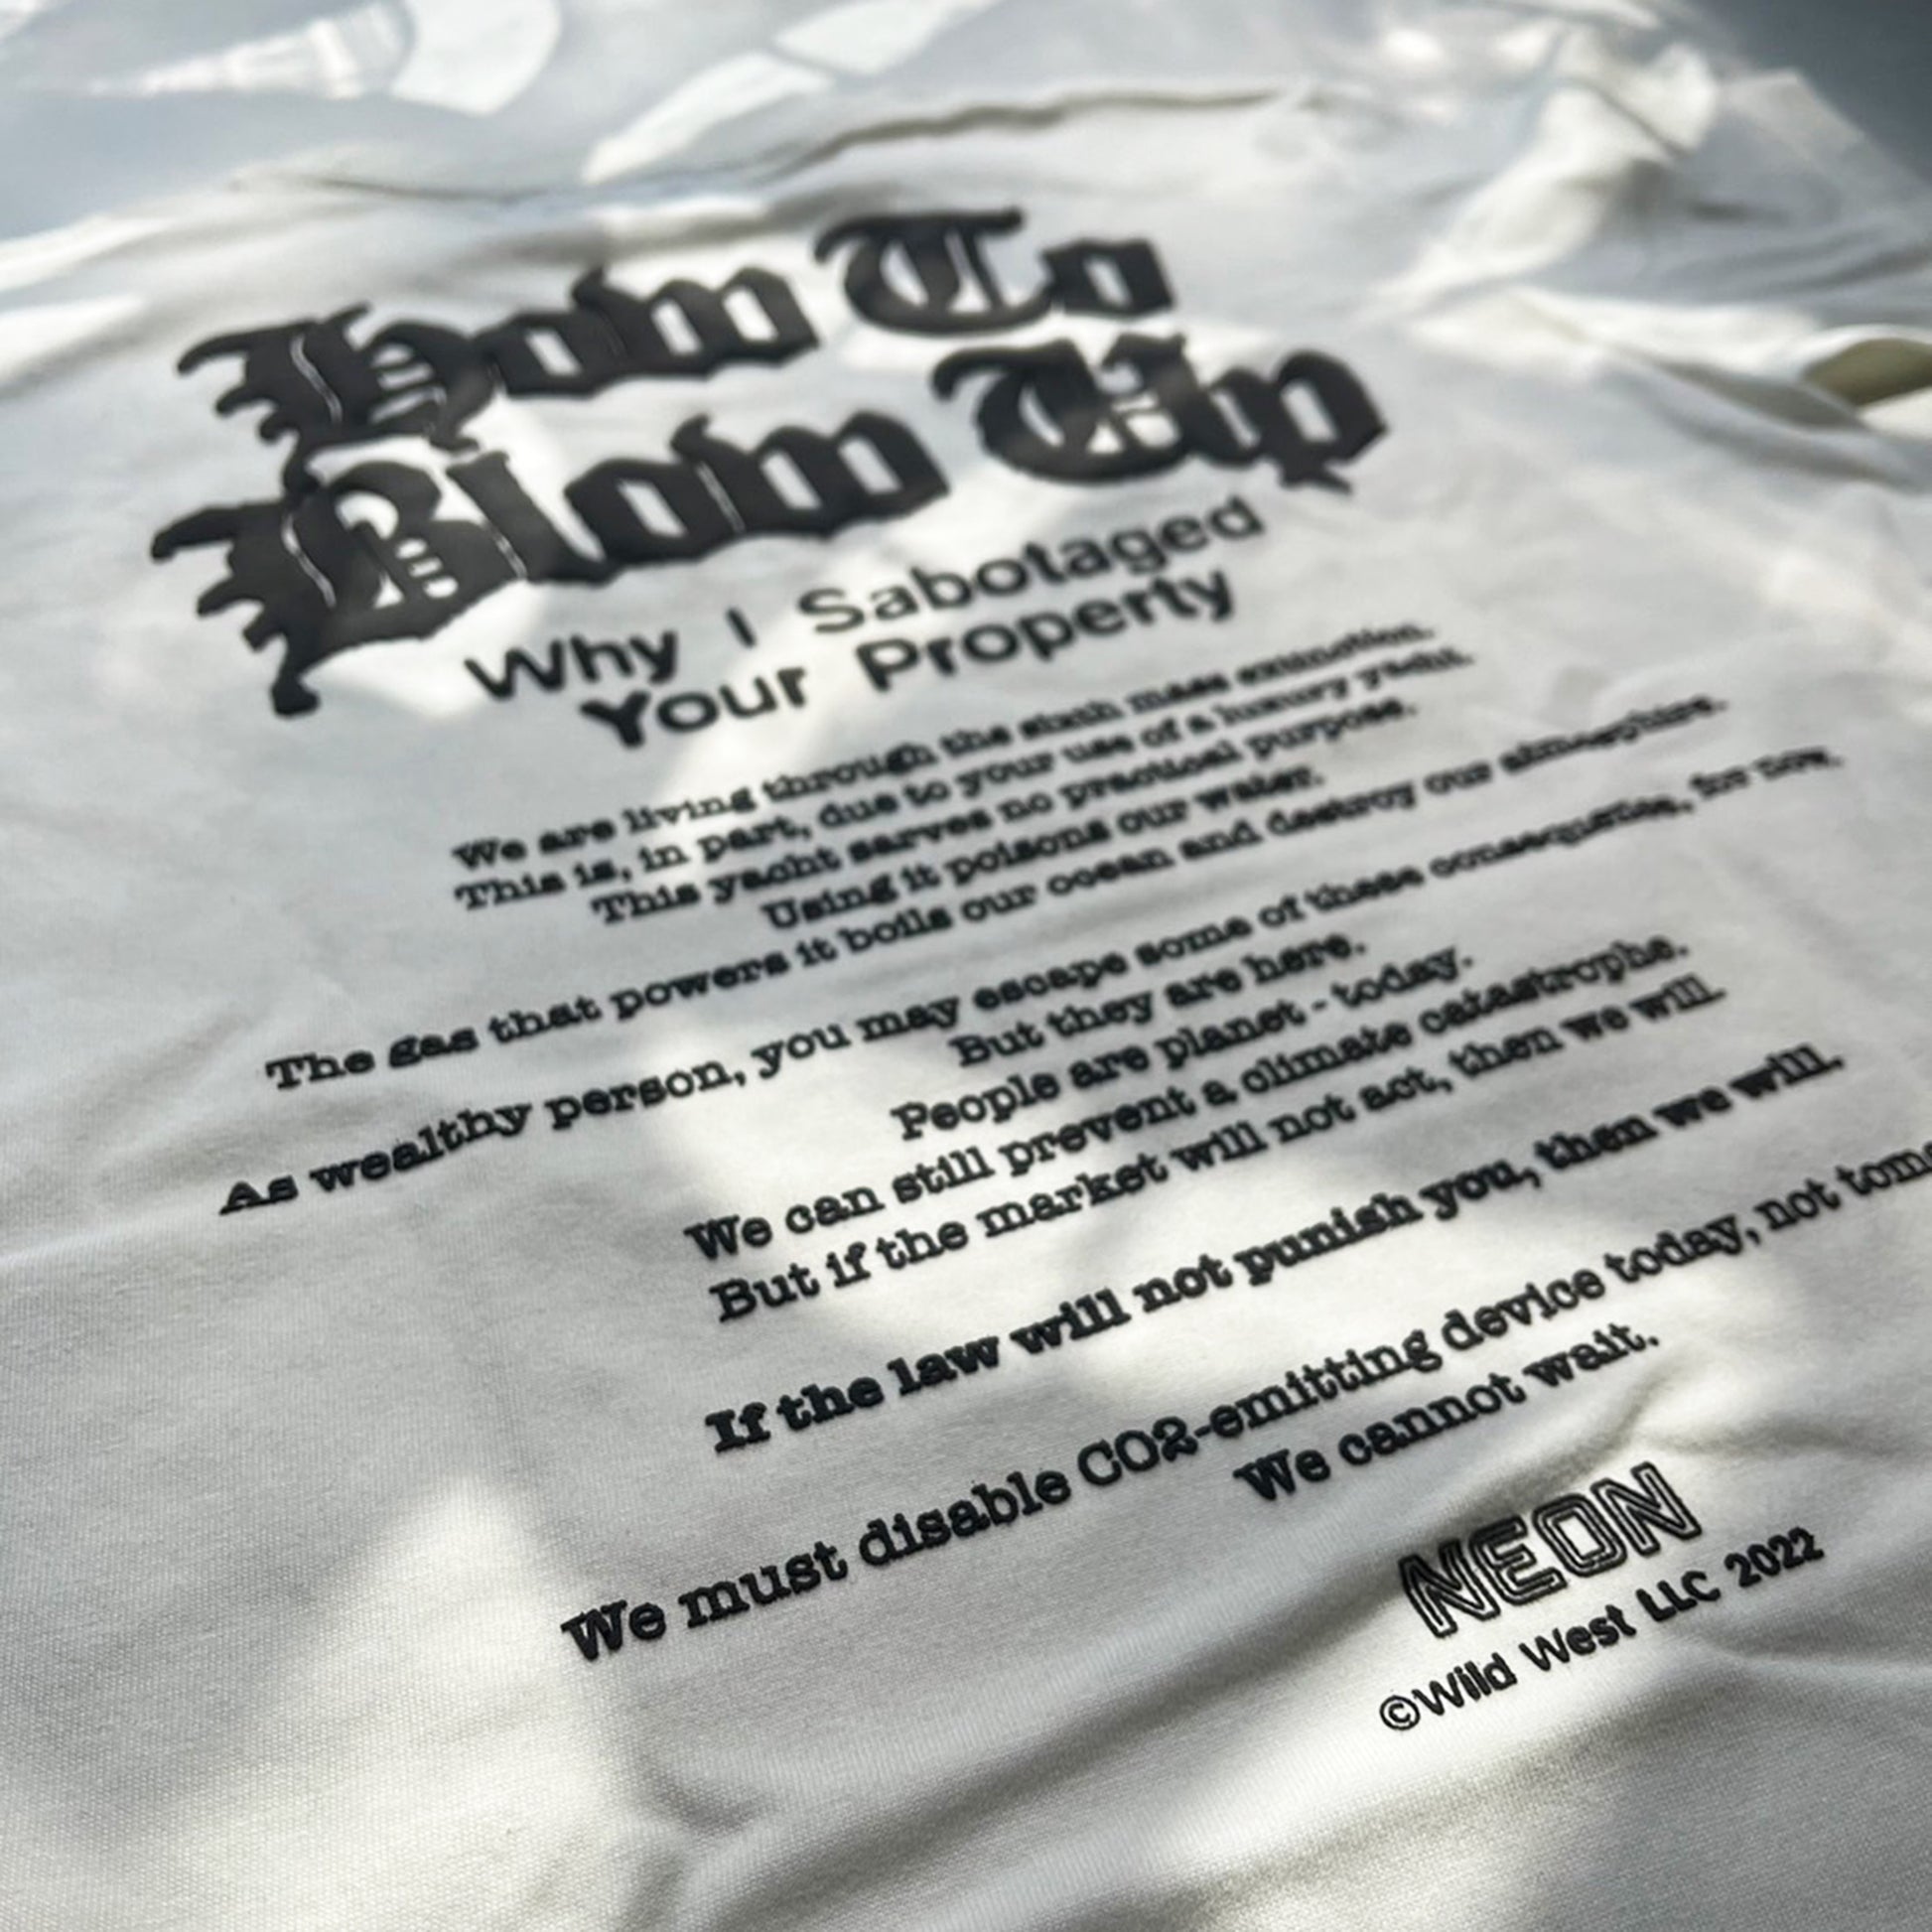 How To
Blow Up
Why I Sabotaged
Your Property
We are living through the sixth mass extinction.
This is, in part, due to your use of a luxury yacht.
This yacht serves no practical purpose.
Using it poisons our water.
The gas that powers it boils our ocean and destroy our atmosphire.
As wealthy person, you may escape some of these consequences, for now.
But they are here.
People are planet - today.
We can still prevent a climate catastrophe.
But if the market will not act, then we will.
If the law will not punish you, then we will.
We must disable CO2-emitting device today, not tom
We cannot wait.
NEON
©Wild West LLC 2022